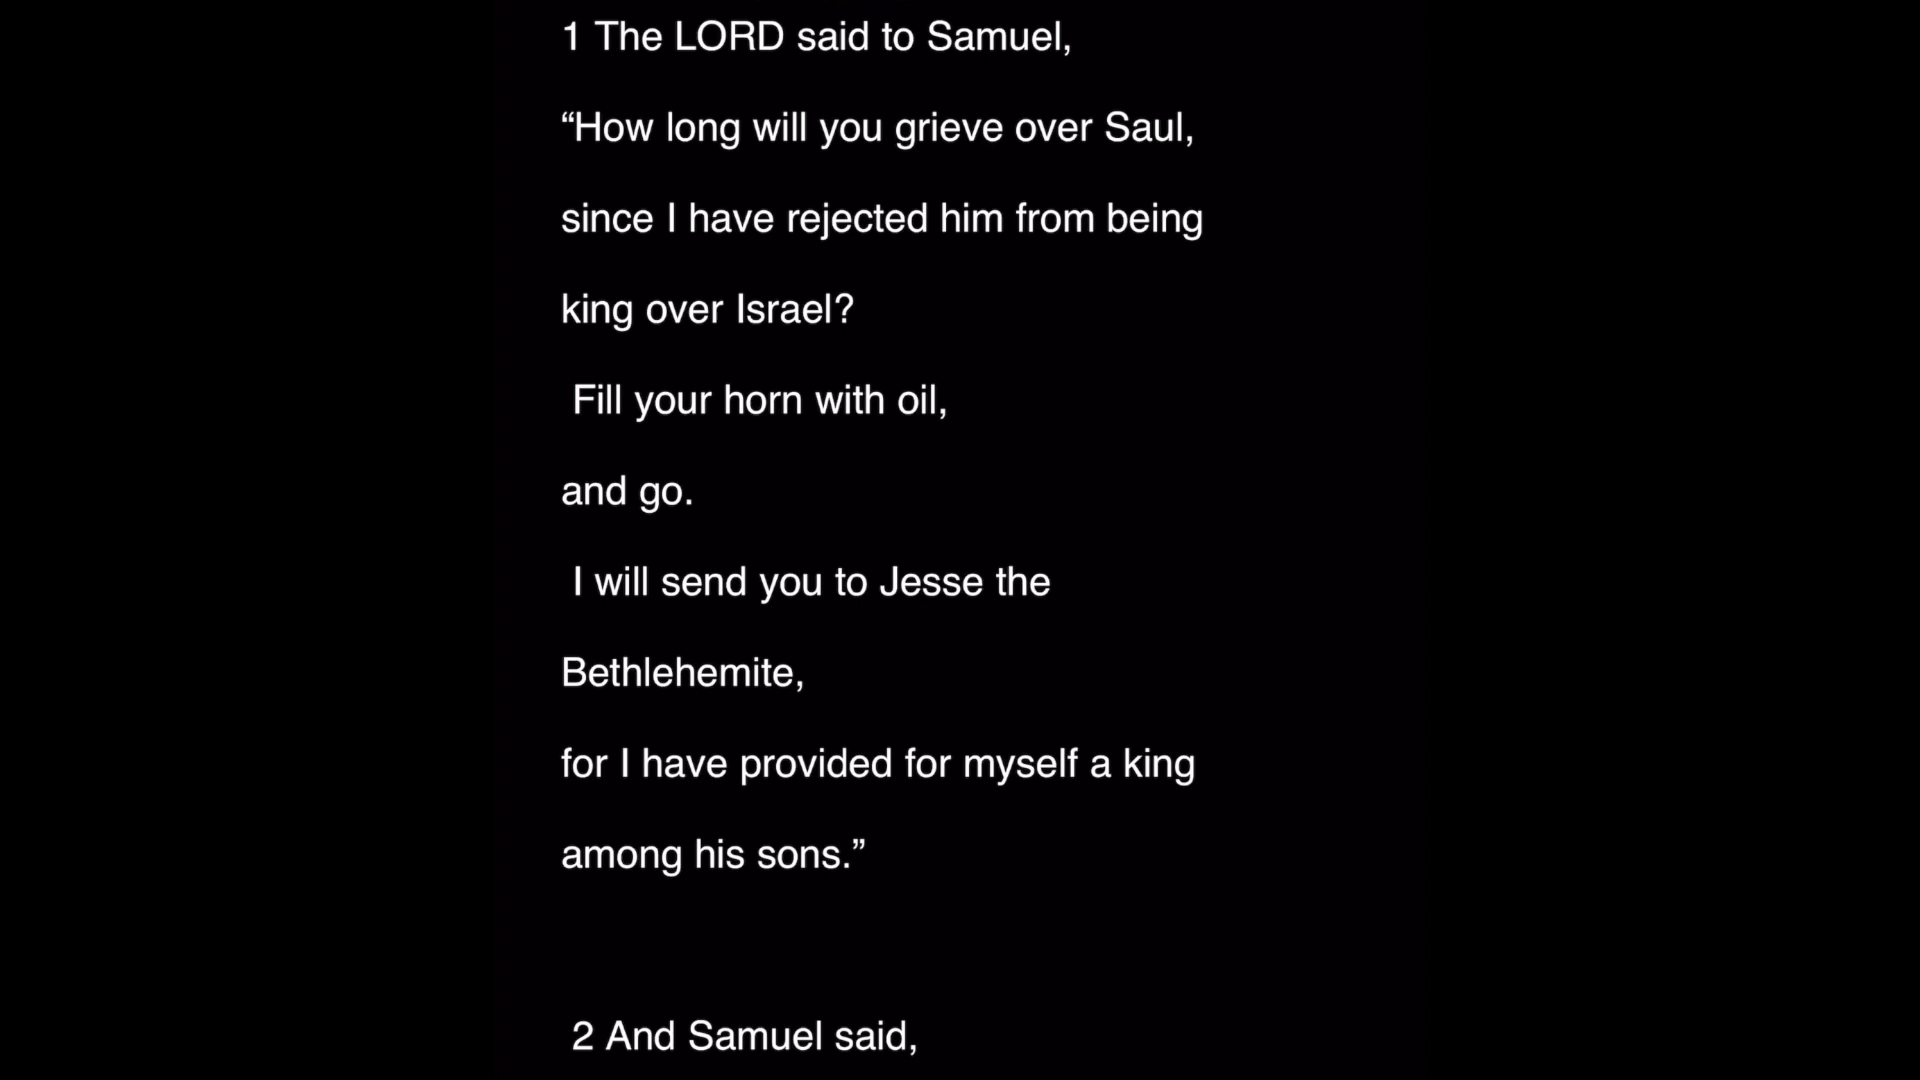 1 The LORD said to Samuel,
“How long will you grieve over Saul,
since I have rejected him from being
king over Israel?
Fill your horn with oil,
and go.
I will send you to Jesse the
Bethlehemite,
for I have provided for myself a king
among his sons.”
2 And Samuel said,